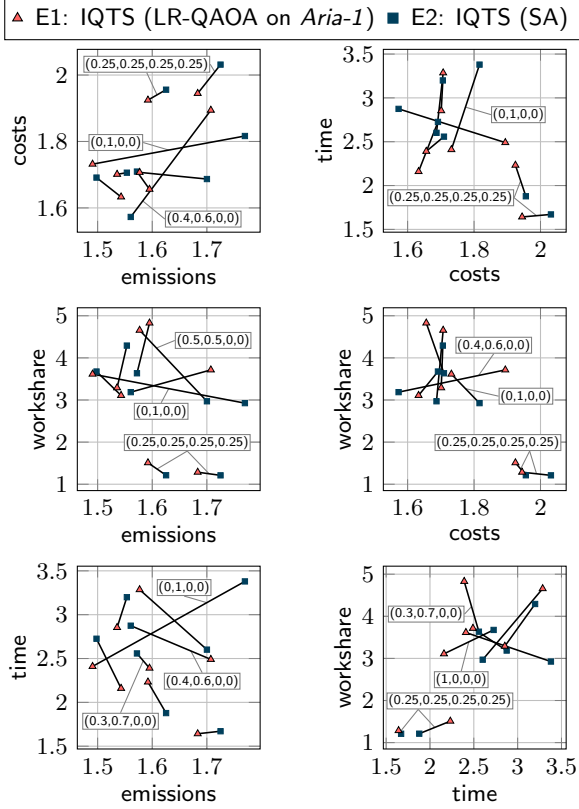 E1: IQTS (LR-QAOA on Aria-1) E2: IQTS (SA)
2
1.8
1.6
costs
(0.25,0.25,0.25,0.25)
(0,1,0,0)
(0.4,0.6,0,0)
1.5 1.6 1.7
emissions
3.5
3
2.5
2
1.5
time
(0,1,0,0)
(0.25,0.25,0.25,0.25)
1.6 1.8 2
costs
5
4
3
2
1
workshare
(0.5,0.5,0,0)
(0,1,0,0)
(0.25,0.25,0.25,0.25)
1.5 1.6 1.7
emissions
5
4
3
2
1
workshare
(0.4,0.6,0,0)
(0,1,0,0)
(0.25,0.25,0.25,0.25)
1.6 1.8 2
costs
3.5
3
2.5
2
1.5
time
(0,1,0,0)
(0.4,0.6,0,0)
(0.3,0.7,0,0)
1.5 1.6 1.7
emissions
5
4
3
2
1
workshare
(0.3,0.7,0,0)
(1,0,0,0)
(0.25,0.25,0.25,0.25)
1.5 2 2.5 3 3.5
time